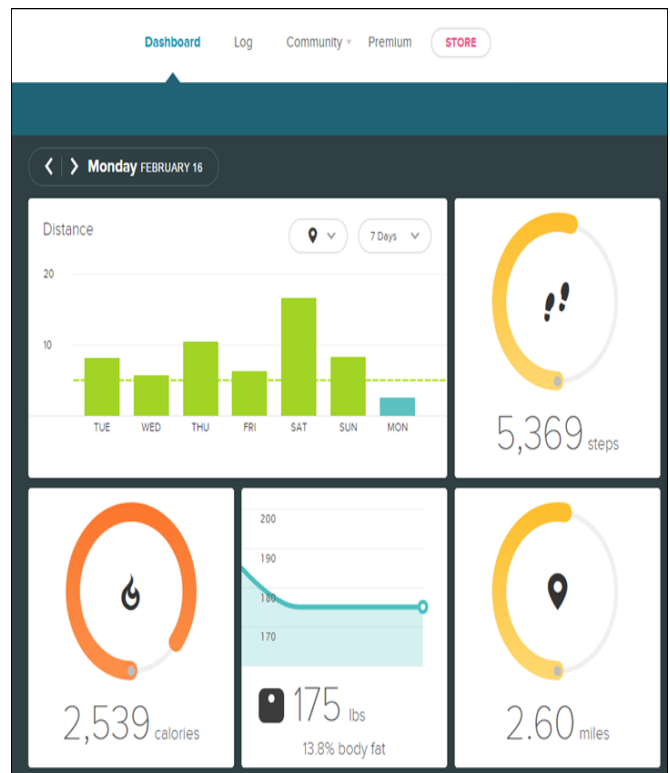 Dashboard Log Community Premium STORE
Monday FEBRUARY 16
Distance 7 Days
20
10
TUE WED THU FRI SAT SUN MON
5,369 steps
2,539 calories
200
190
180
170
175 lbs
13.8% body fat
2.60 miles